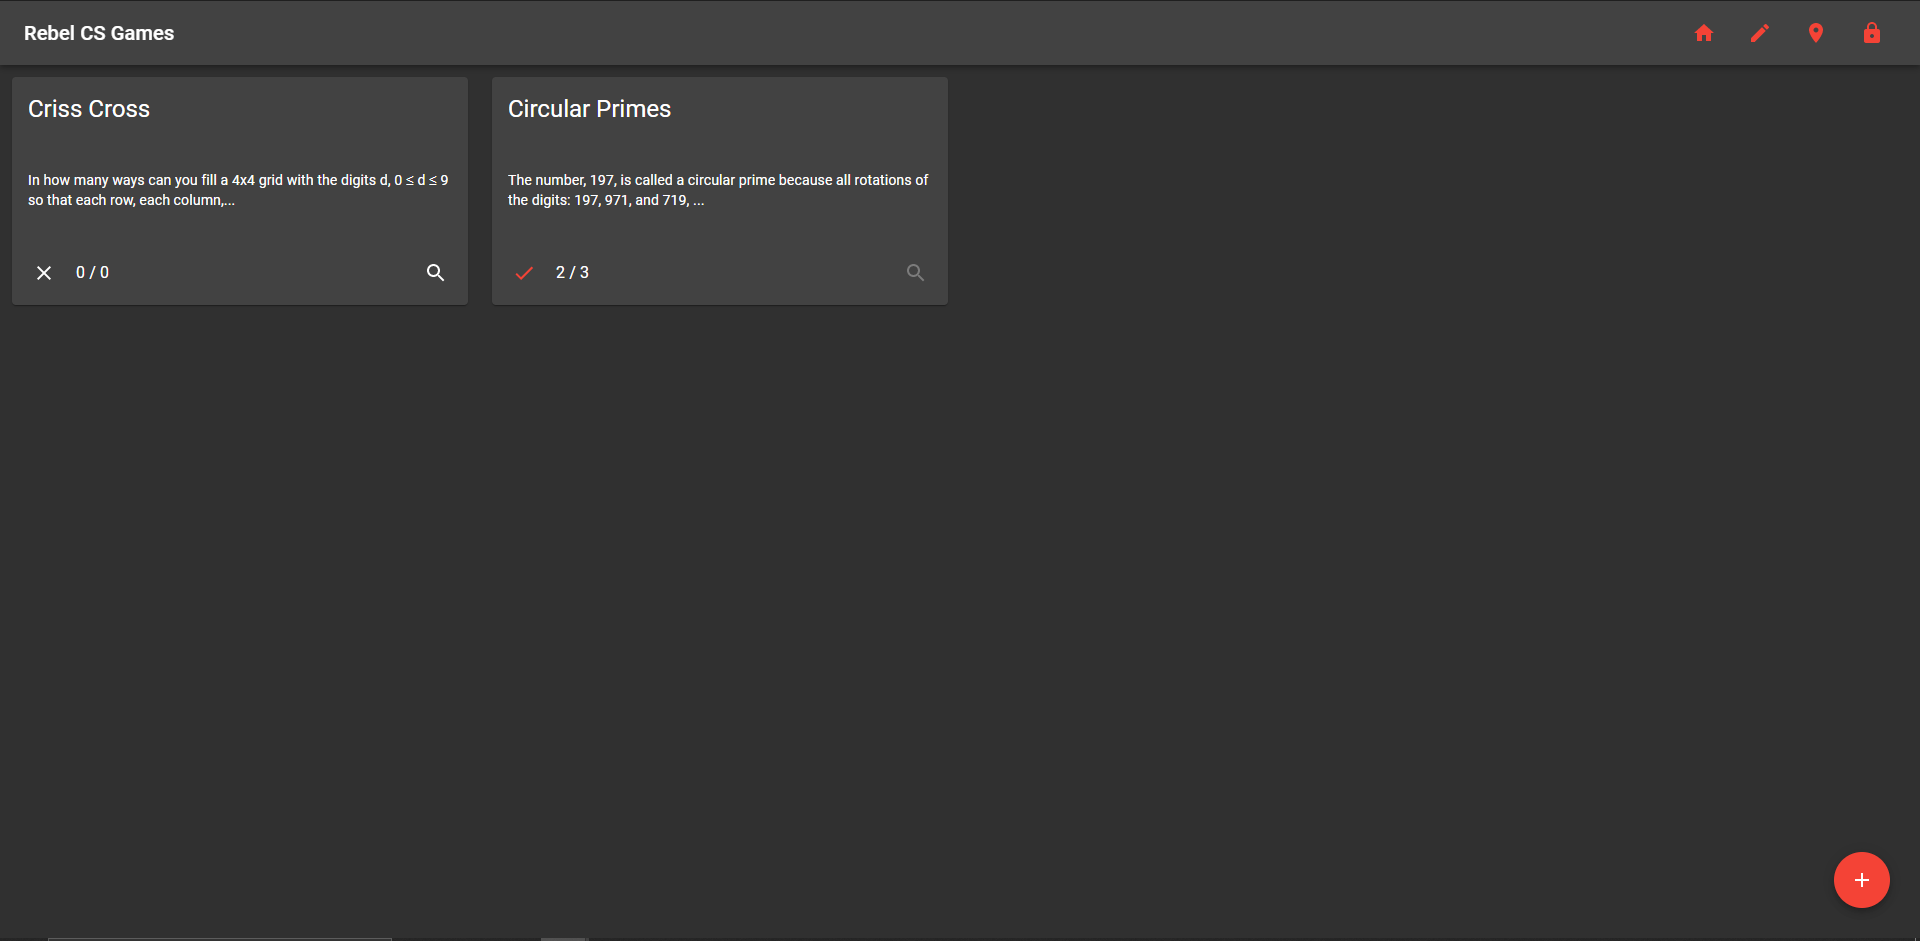 Rebel CS Games
Criss Cross
In how many ways can you fill a 4x4 grid with the digits d, 0 ≤ d ≤ 9
so that each row, each column,...
0 / 0
Circular Primes
The number, 197, is called a circular prime because all rotations of
the digits: 197, 971, and 719, ...
2 / 3